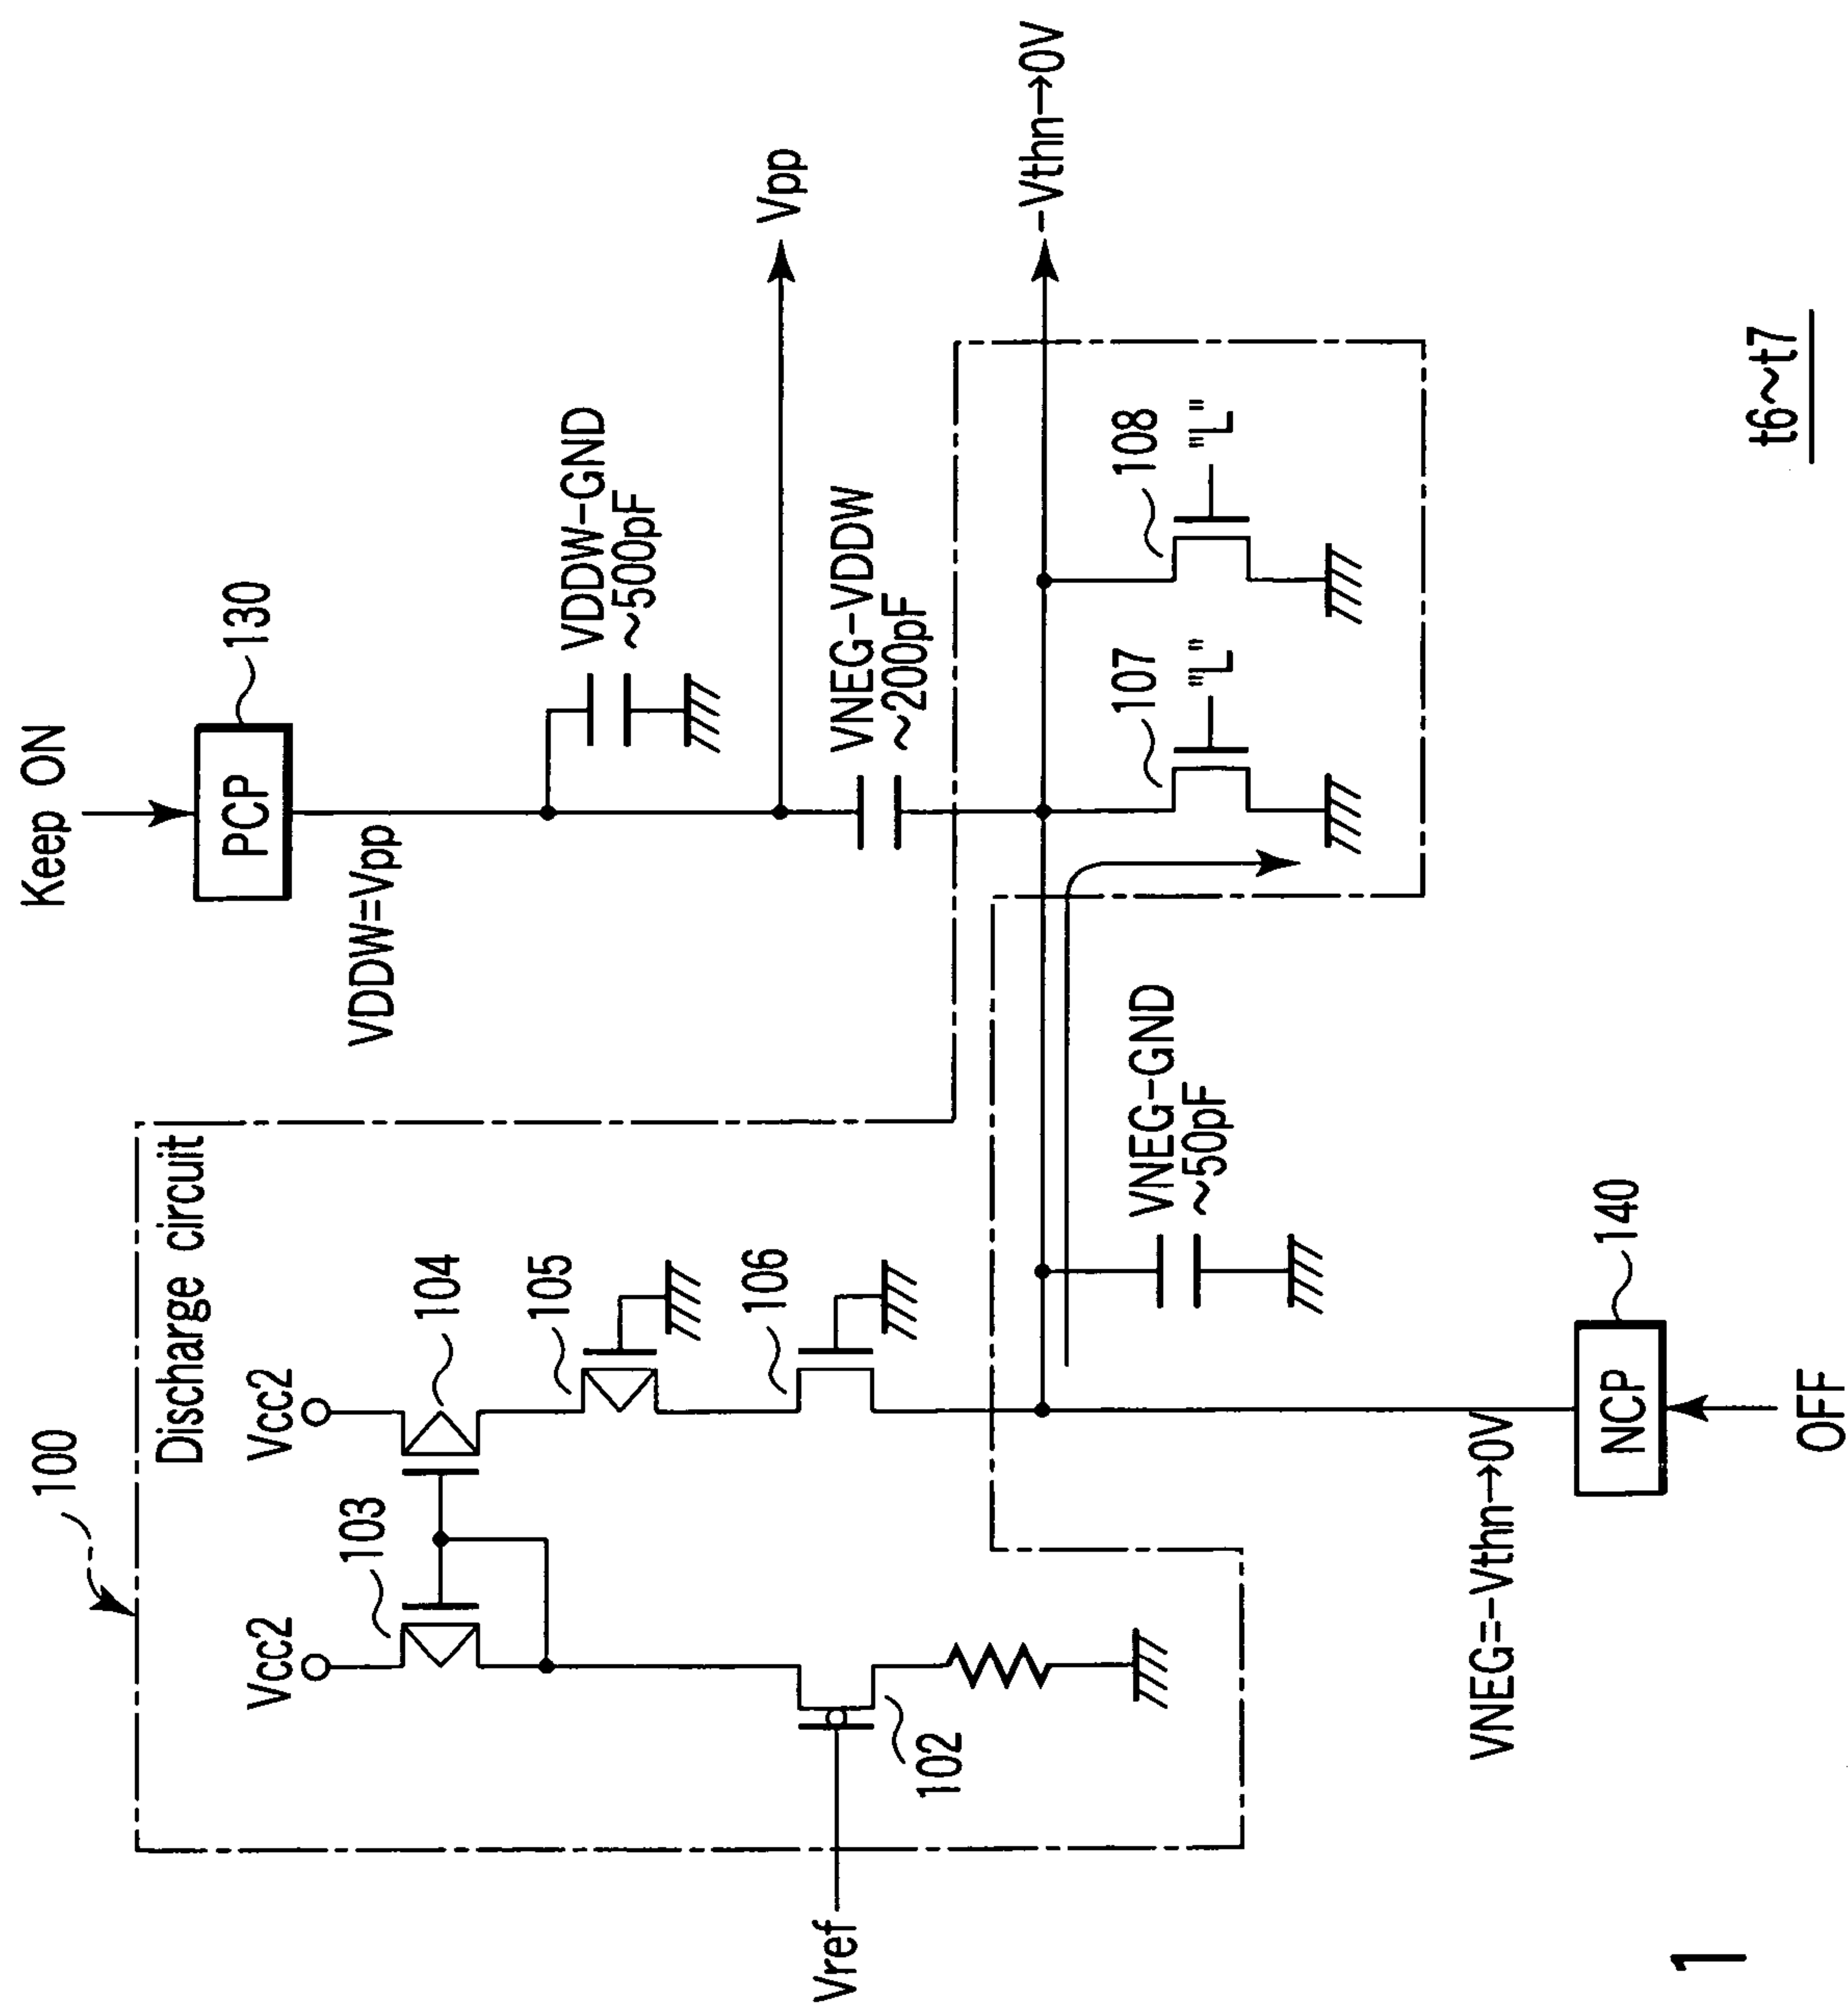 Keep ON
PCP
130
VDDW=Vpp
VDDW-GND
~500pF
Vpp
VNEG-VDDW
~200pF
-Vthn→0V
100
Discharge circuit
Vcc2
Vcc2
103
104
105
106
102
Vref
107
"L"
108
"L"
VNEG-GND
~50pF
VNEG=-Vthn→0V
NCP
140
OFF
t6~t7
1